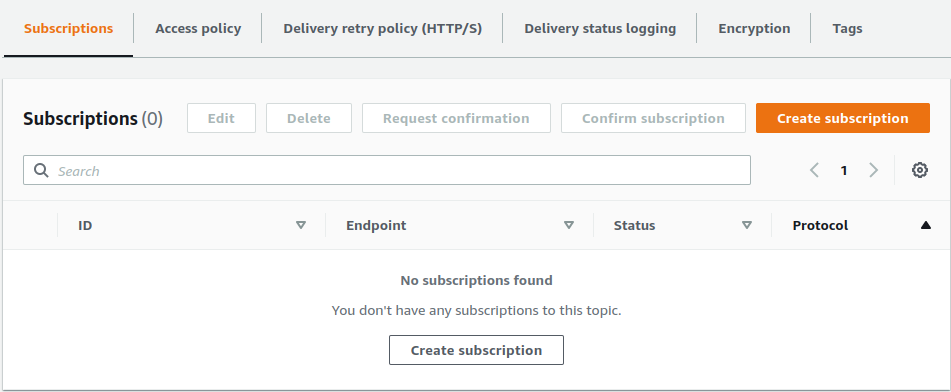 Subscriptions Access policy Delivery retry policy (HTTP/S) Delivery status logging Encryption Tags
Subscriptions (0) Edit Delete Request confirmation Confirm subscription Create subscription
Search 1
ID Endpoint Status Protocol
No subscriptions found
You don't have any subscriptions to this topic.
Create subscription